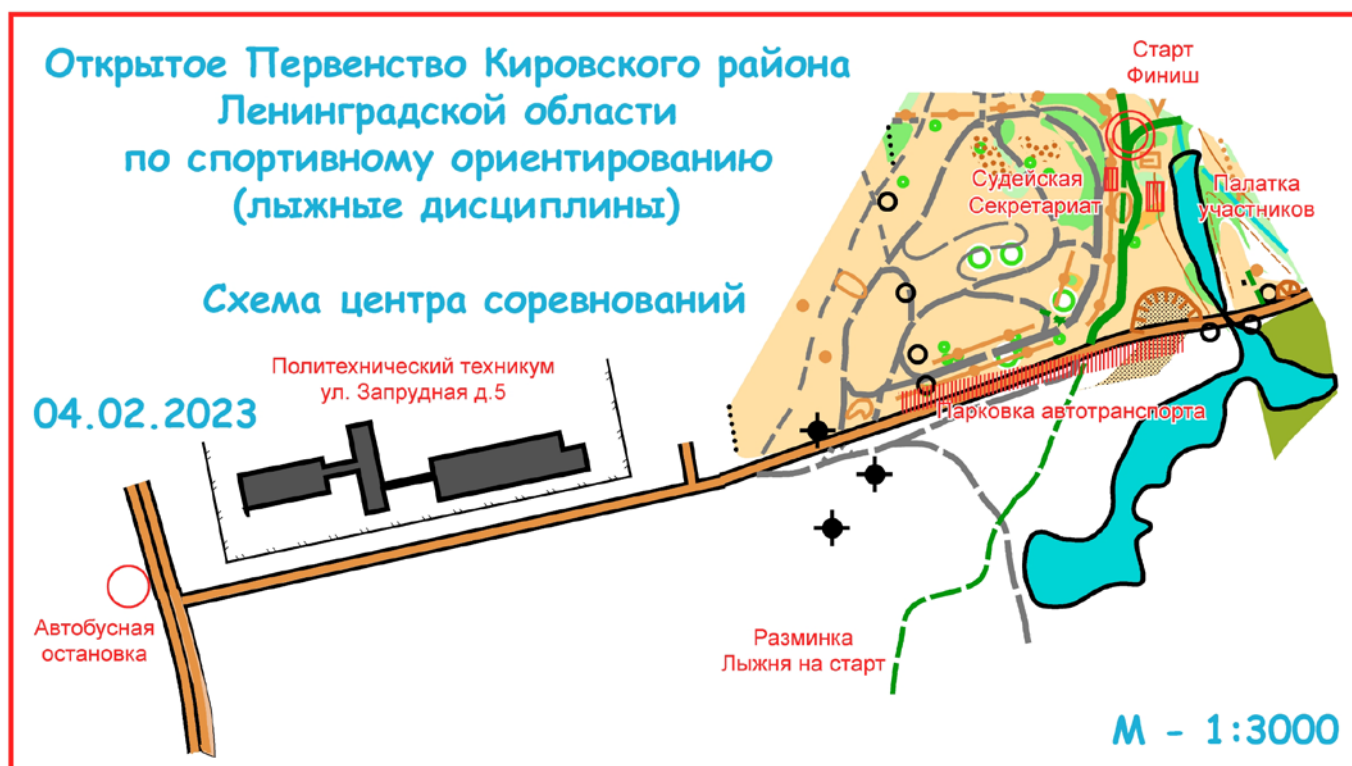 Открытое Первенство Кировского района
Ленинградской области
по спортивному ориентированию
(лыжные дисциплины)
Схема центра соревнований
04.02.2023
Политехнический техникум
ул. Запрудная д.5
Старт
Финиш
Судейская
Секретариат
Палатка
участников
Парковка автотранспорта
Автобусная
остановка
Разминка
Лыжня на старт
М - 1:3000